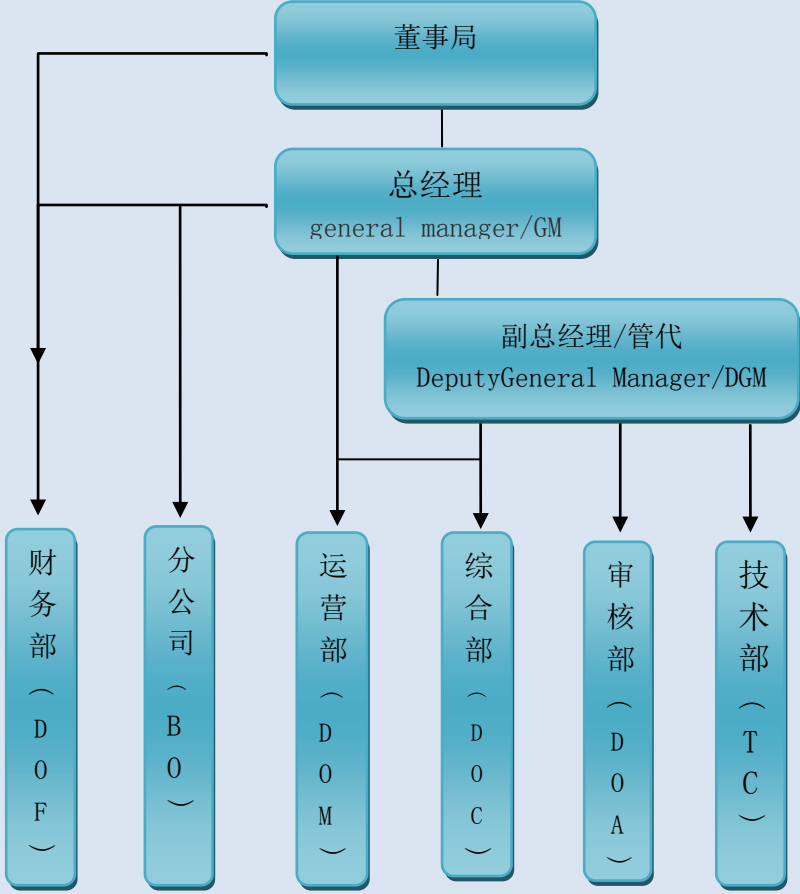 董事局
总经理
general manager/GM
副总经理/管代
DeputyGeneral Manager/DGM
财务部（DOF）
分公司（BO）
运营部（DOM）
综合部（DOC）
审核部（DOA）
技术部（TC）